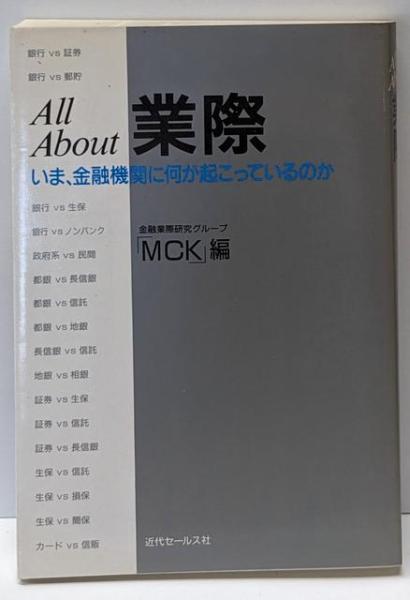 銀行 vs 証券
銀行 vs 郵貯
All
About 業際
いま、金融機関に何が起こっているのか
銀行 vs 生保
銀行 vs ノンバンク
政府系 vs 民間
都銀 vs 長信銀
都銀 vs 信託
都銀 vs 地銀
長信銀 vs 信託
地銀 vs 相銀
証券 vs 生保
証券 vs 信託
証券 vs 長信銀
生保 vs 信託
生保 vs 損保
生保 vs 簡保
カード vs 信販
金融業際研究グループ
「MCK」編
近代セールス社